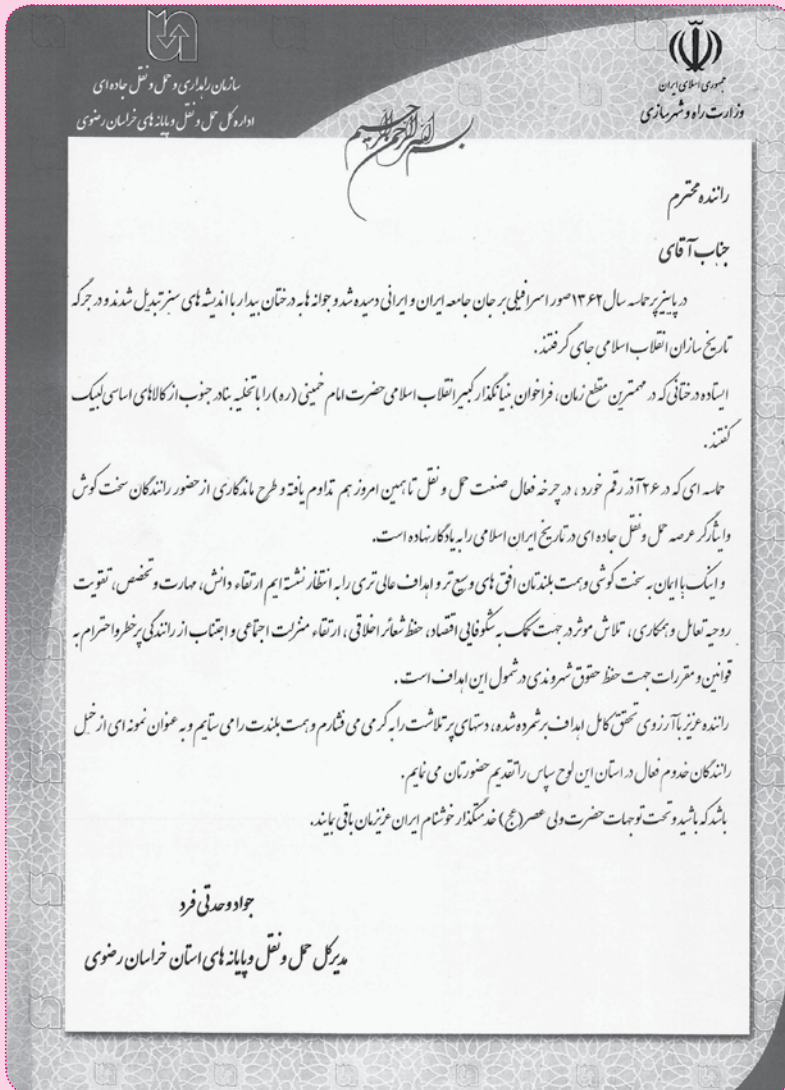 جمهوری اسلامی ایران
وزارت راه و شهرسازی
سازمان راهداری و حمل و نقل جاده ای
اداره کل حمل و نقل و پایانه های خراسان رضوی
بسم الله الرحمن الرحیم
راننده محترم
جناب آقای
در پاییز پر حماسه سال ۱۳۶۲ صور اسرافیلی بر جان جامعه ایران و ایرانی دمیده شد و جوانه ها به درختان بیدار با اندیشه های سبز تبدیل شدند و در جرگه
تاریخ سازان انقلاب اسلامی جای گرفتند .
ایستاده درختانی که در مهمترین مقطع زمان، فراخوان بنیانگذار کبیر انقلاب اسلامی حضرت امام خمینی (ره) را با تخلیه بنادر جنوب از کالاهای اساسی لبیک
گفتند .
حماسه ای که در ۲۶ آذر رقم خورد ، در چرخه فعال صنعت حمل و نقل تا همین امروز هم تداوم یافته و طرح ماندگاری از حضور رانندگان سخت کوش
و ایثارگر عرصه حمل و نقل جاده ای در تاریخ ایران اسلامی را به یادگار نهاده است.
و اینک با ایمان به سخت کوشی و همت بلندتان افق های وسیع تر و اهداف عالی تری را به انتظار نشسته ایم ارتقاء دانش، مهارت و تخصص، تقویت
روحیه تعامل و همکاری، تلاش موثر در جهت کمک به شکوفایی اقتصاد، حفظ شعائر اخلاقی ، ارتقاء منزلت اجتماعی و اجتناب از رانندگی پرخطر و احترام به
قوانین و مقررات جهت حفظ حقوق شهروندی در شمول این اهداف است .
راننده عزیز با آرزوی تحقق کامل اهداف برشمرده شده، دستهای پر تلاشت را به گرمی می فشارم و همت بلندت را می ستایم و به عنوان نمونه ای از خیل
رانندگان خدوم فعال در استان این لوح سپاس را تقدیم حضورتان می نمایم .
باشد که باشید و تحت توجهات حضرت ولی عصر(عج) خدمتگذار خوشنام ایران عزیزمان باقی بمانید.
جواد وحدتی فرد
مدیرکل حمل و نقل و پایانه های استان خراسان رضوی